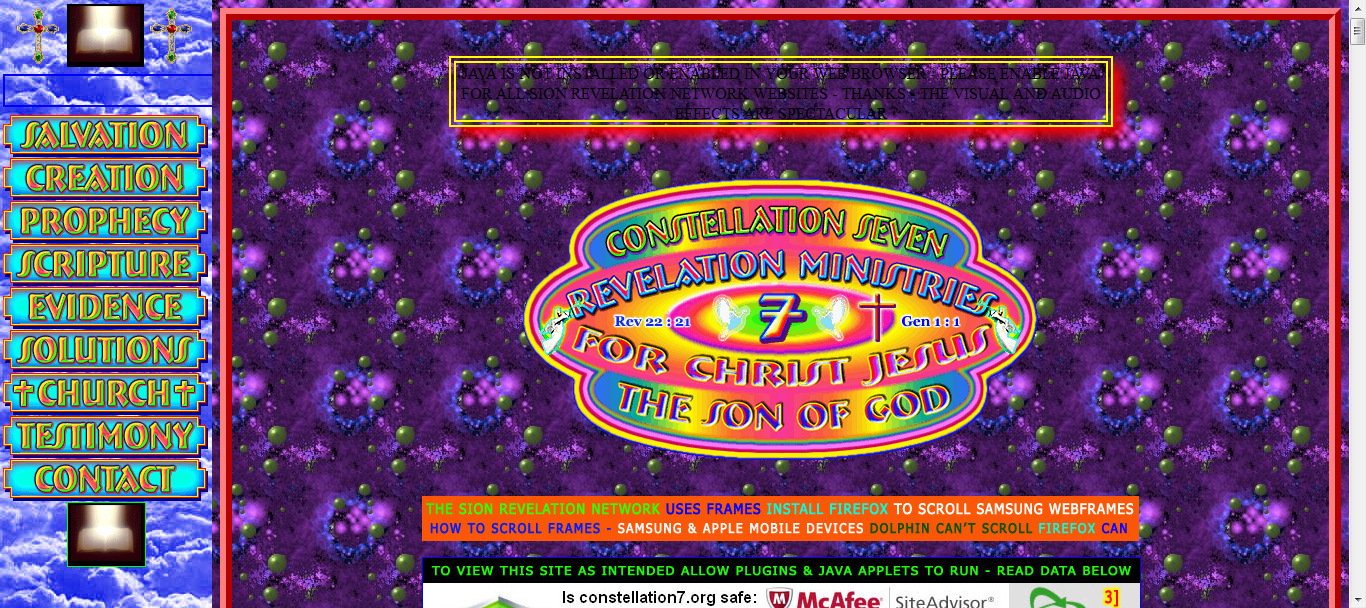 SALVATION
CREATION
PROPHECY
SCRIPTURE
EVIDENCE
SOLUTIONS
CHURCH
TESTIMONY
CONTACT
JAVA IS NOT INSTALLED OR ENABLED IN YOUR WEB BROWSER - PLEASE ENABLE JAVA
FOR ALL SION REVELATION NETWORK WEBSITES - THANKS - THE VISUAL AND AUDIO
EFFECTS ARE SPECTACULAR
CONSTELLATION SEVEN
REVELATION MINISTRIES
Rev 22 : 21 7 Gen 1 : 1
FOR CHRIST JESUS
THE SON OF GOD
THE SION REVELATION NETWORK USES FRAMES INSTALL FIREFOX TO SCROLL SAMSUNG WEBFRAMES
HOW TO SCROLL FRAMES - SAMSUNG & APPLE MOBILE DEVICES DOLPHIN CAN'T SCROLL FIREFOX CAN
TO VIEW THIS SITE AS INTENDED ALLOW PLUGINS & JAVA APPLETS TO RUN - READ DATA BELOW
Is constellation7.org safe: McAfee SiteAdvisor® 3]